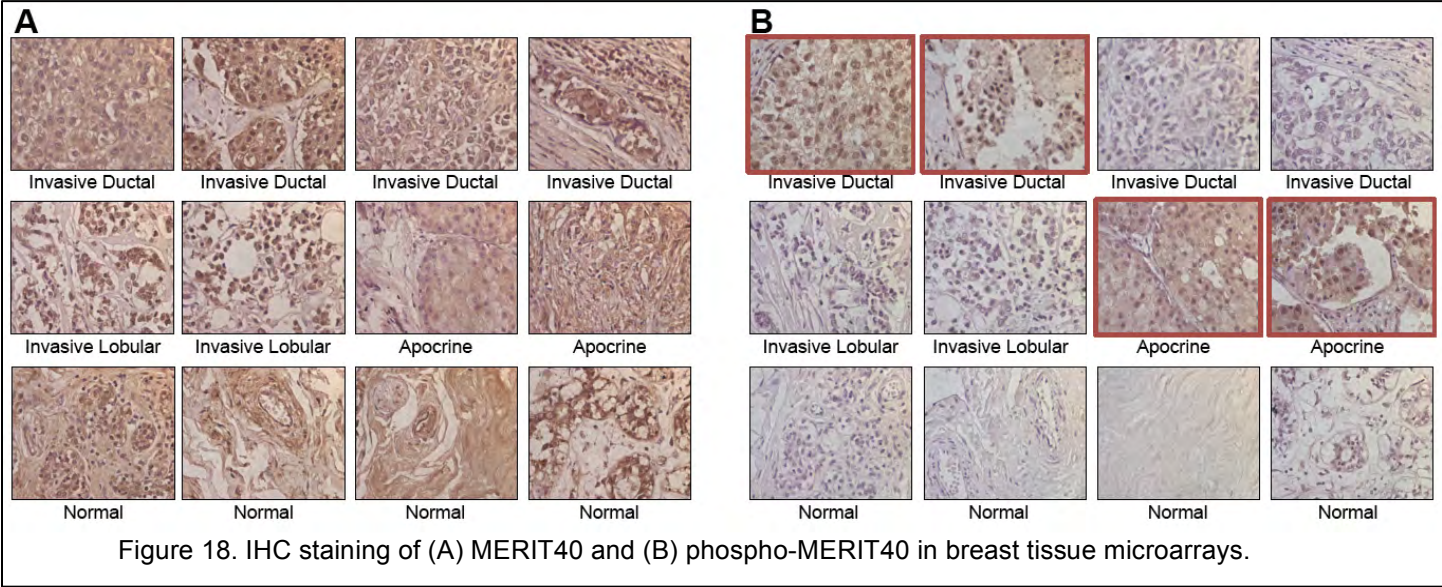 A
B
Invasive Ductal Invasive Ductal Invasive Ductal Invasive Ductal
Invasive Ductal Invasive Ductal Invasive Ductal Invasive Ductal
Invasive Lobular Invasive Lobular Apocrine Apocrine
Invasive Lobular Invasive Lobular Apocrine Apocrine
Normal Normal Normal Normal
Normal Normal Normal Normal
Figure 18. IHC staining of (A) MERIT40 and (B) phospho-MERIT40 in breast tissue microarrays.